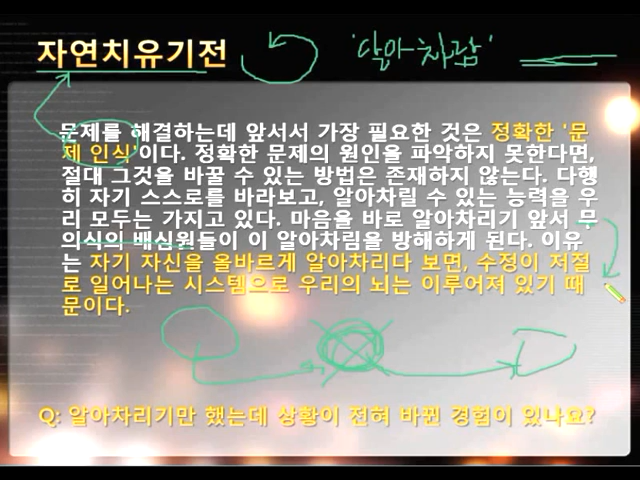 자연치유기전
'알아차림'
문제를 해결하는데 앞서서 가장 필요한 것은 정확한 '문
제 인식'이다. 정확한 문제의 원인을 파악하지 못한다면,
절대 그것을 바꿀 수 있는 방법은 존재하지 않는다. 다행
히 자기 스스로를 바라보고, 알아차릴 수 있는 능력을 우
리 모두는 가지고 있다. 마음을 바로 알아차리기 앞서 무
의식의 배신원들이 이 알아차림을 방해하게 된다. 이유
는 자기 자신을 올바르게 알아차리다 보면, 수정이 저절
로 일어나는 시스템으로 우리의 뇌는 이루어져 있기 때
문이다.
Q: 알아차리기만 했는데 상황이 전혀 바뀐 경험이 있나요?